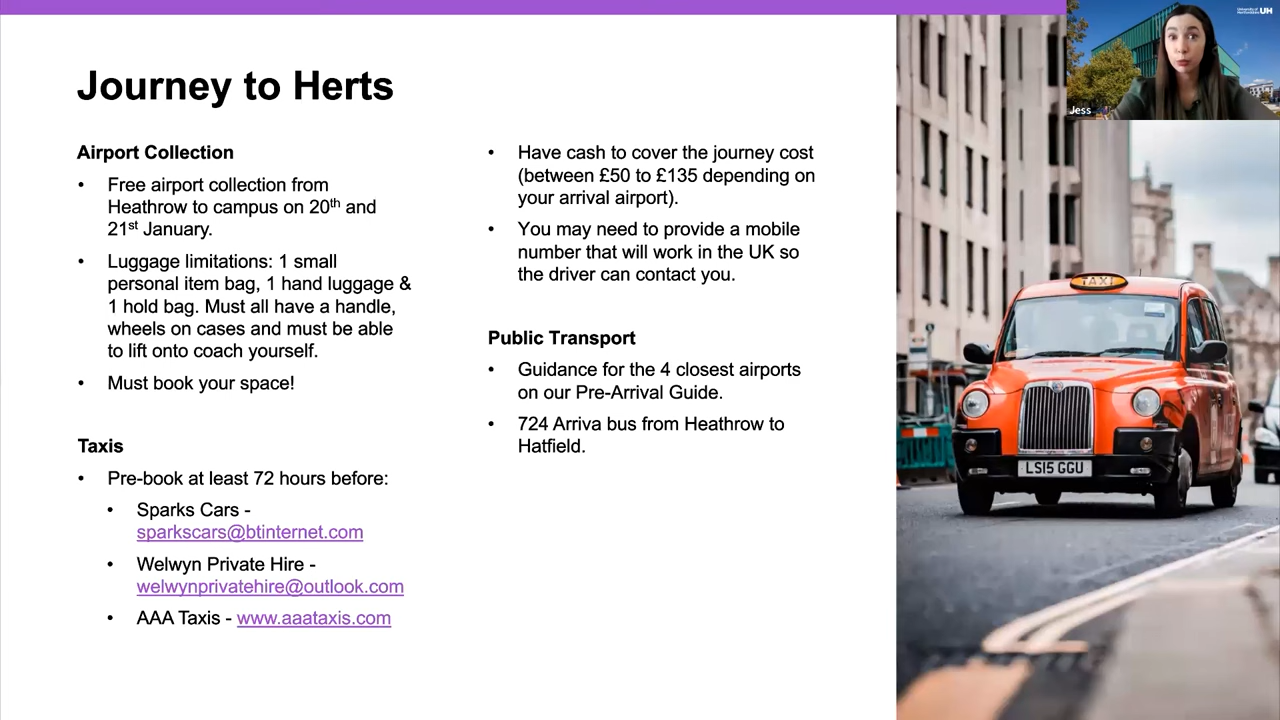 Journey to Herts
Airport Collection
• Free airport collection from
Heathrow to campus on 20th and
21st January.
• Luggage limitations: 1 small
personal item bag, 1 hand luggage &
1 hold bag. Must all have a handle,
wheels on cases and must be able
to lift onto coach yourself.
• Must book your space!
Taxis
• Pre-book at least 72 hours before:
• Sparks Cars -
sparkscars@btinternet.com
• Welwyn Private Hire -
welwynprivatehire@outlook.com
• AAA Taxis - www.aaataxis.com
• Have cash to cover the journey cost
(between £50 to £135 depending on
your arrival airport).
• You may need to provide a mobile
number that will work in the UK so
the driver can contact you.
Public Transport
• Guidance for the 4 closest airports
on our Pre-Arrival Guide.
• 724 Arriva bus from Heathrow to
Hatfield.
University of
Hertfordshire UH
Jess
TAXI
LS15 GGU